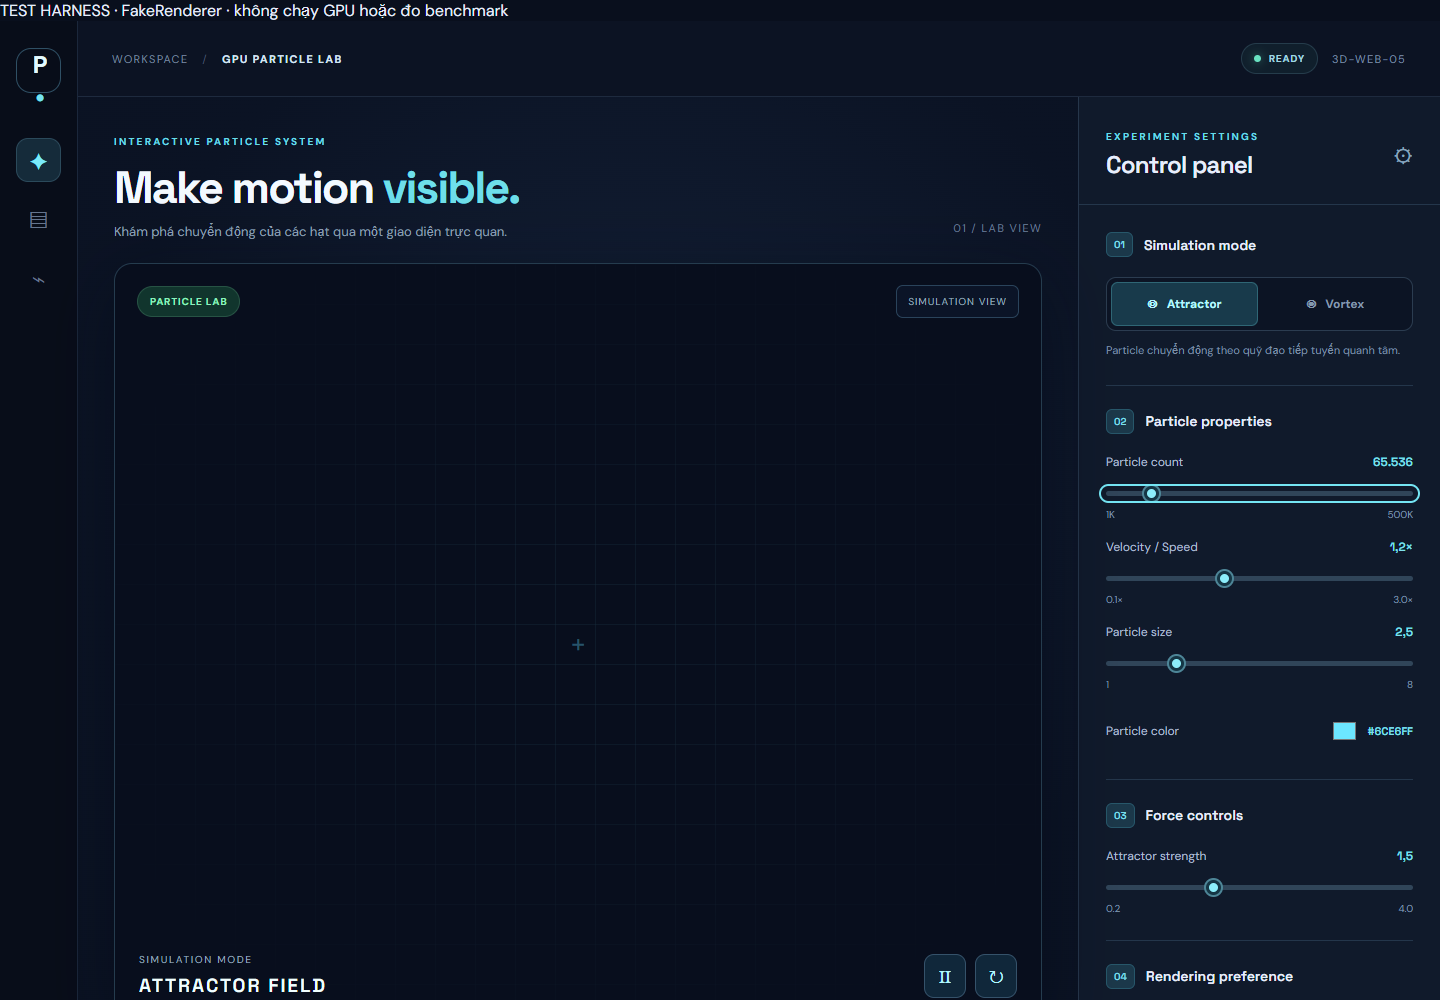 TEST HARNESS · FakeRenderer · không chạy GPU hoặc đo benchmark
P
WORKSPACE / GPU PARTICLE LAB
READY
3D-WEB-05
INTERACTIVE PARTICLE SYSTEM
Make motion visible.
Khám phá chuyển động của các hạt qua một giao diện trực quan.
01 / LAB VIEW
PARTICLE LAB
SIMULATION VIEW
SIMULATION MODE
ATTRACTOR FIELD
EXPERIMENT SETTINGS
Control panel
01 Simulation mode
Attractor
Vortex
Particle chuyển động theo quỹ đạo tiếp tuyến quanh tâm.
02 Particle properties
Particle count 65.536
1K 500K
Velocity / Speed 1,2×
0.1× 3.0×
Particle size 2,5
1 8
Particle color #6CE6FF
03 Force controls
Attractor strength 1,5
0.2 4.0
04 Rendering preference